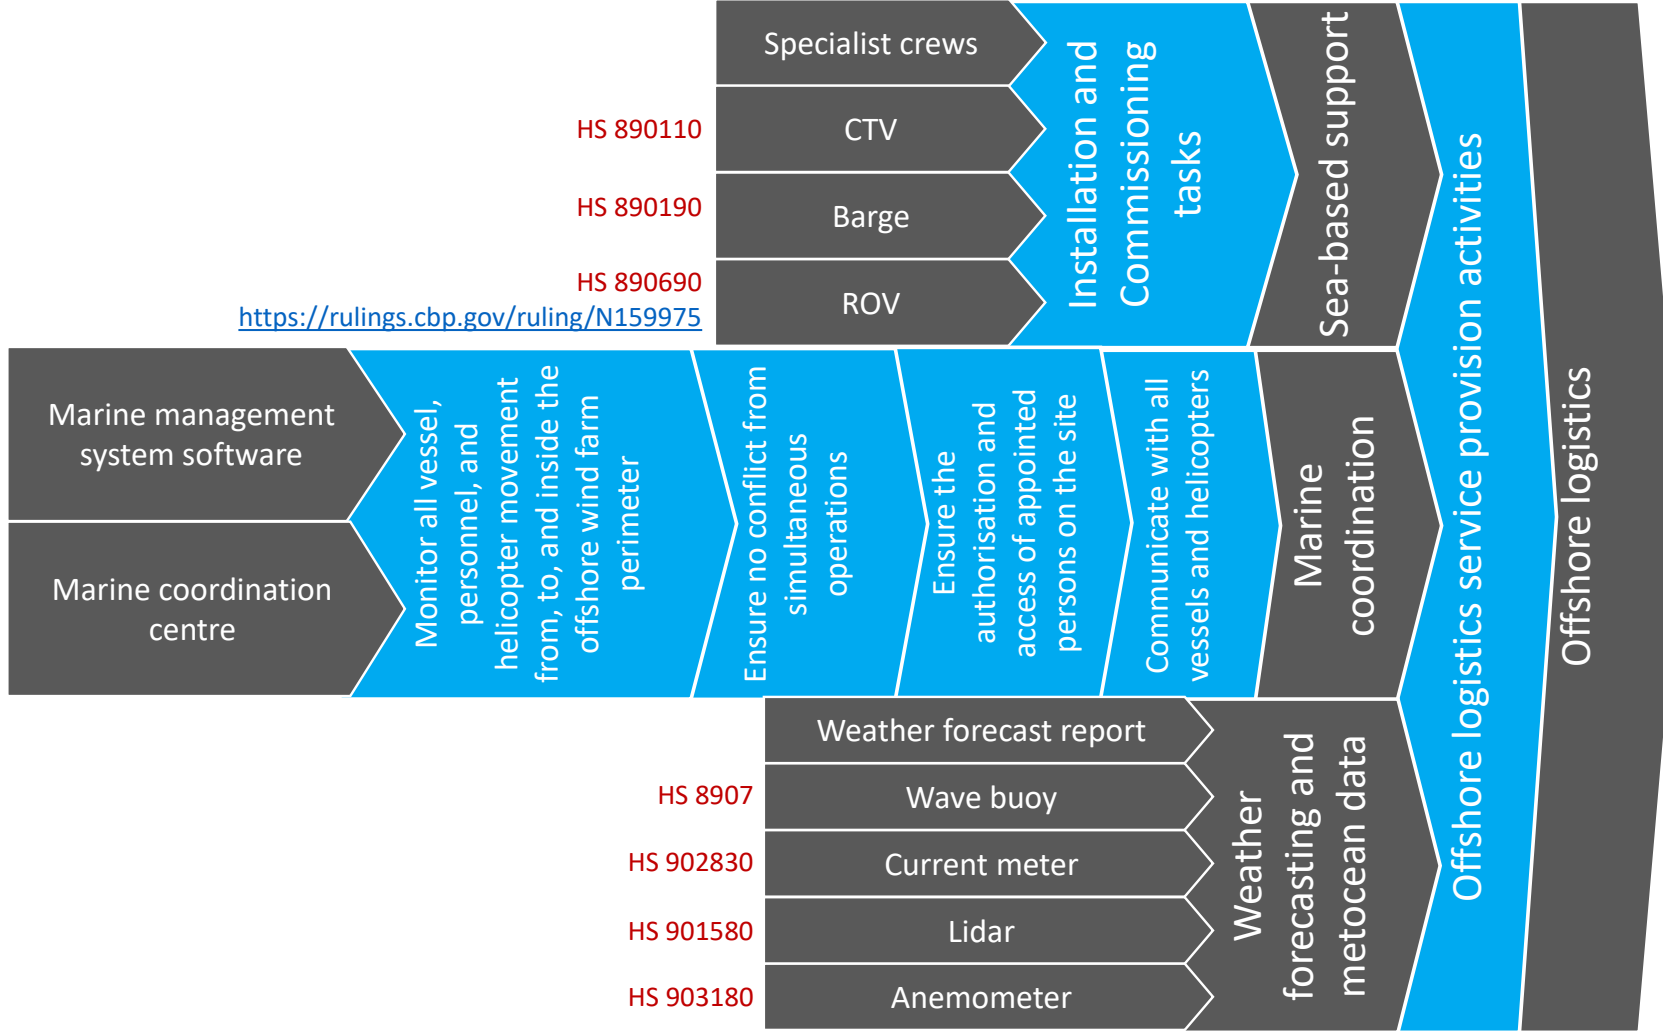 Specialist crews
HS 890110
CTV
HS 890190
Barge
HS 890690
https://rulings.cbp.gov/ruling/N159975
ROV
Installation and
Commissioning
tasks
Sea-based support
Marine management
system software
Marine coordination
centre
Monitor all vessel,
personnel, and
helicopter movement
from, to, and inside the
offshore wind farm
perimeter
Ensure no conflict from
simultaneous
operations
Ensure the
authorisation and
access of appointed
persons on the site
Communicate with all
vessels and helicopters
Marine
coordination
Weather forecast report
HS 8907
Wave buoy
HS 902830
Current meter
HS 901580
Lidar
HS 903180
Anemometer
Weather
forecasting and
metocean data
Offshore logistics service provision activities
Offshore logistics